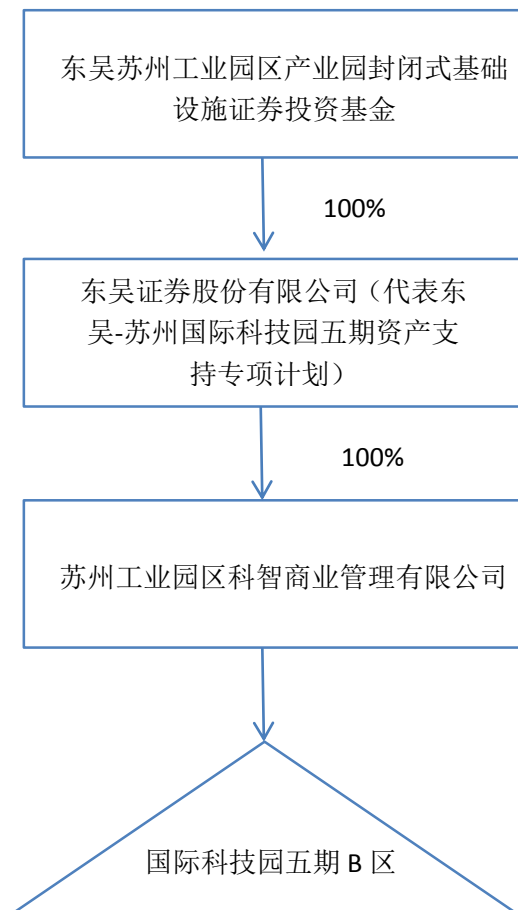 东吴苏州工业园区产业园封闭式基础
设施证券投资基金
100%
东吴证券股份有限公司（代表东
吴-苏州国际科技园五期资产支
持专项计划）
100%
苏州工业园区科智商业管理有限公司
国际科技园五期 B 区